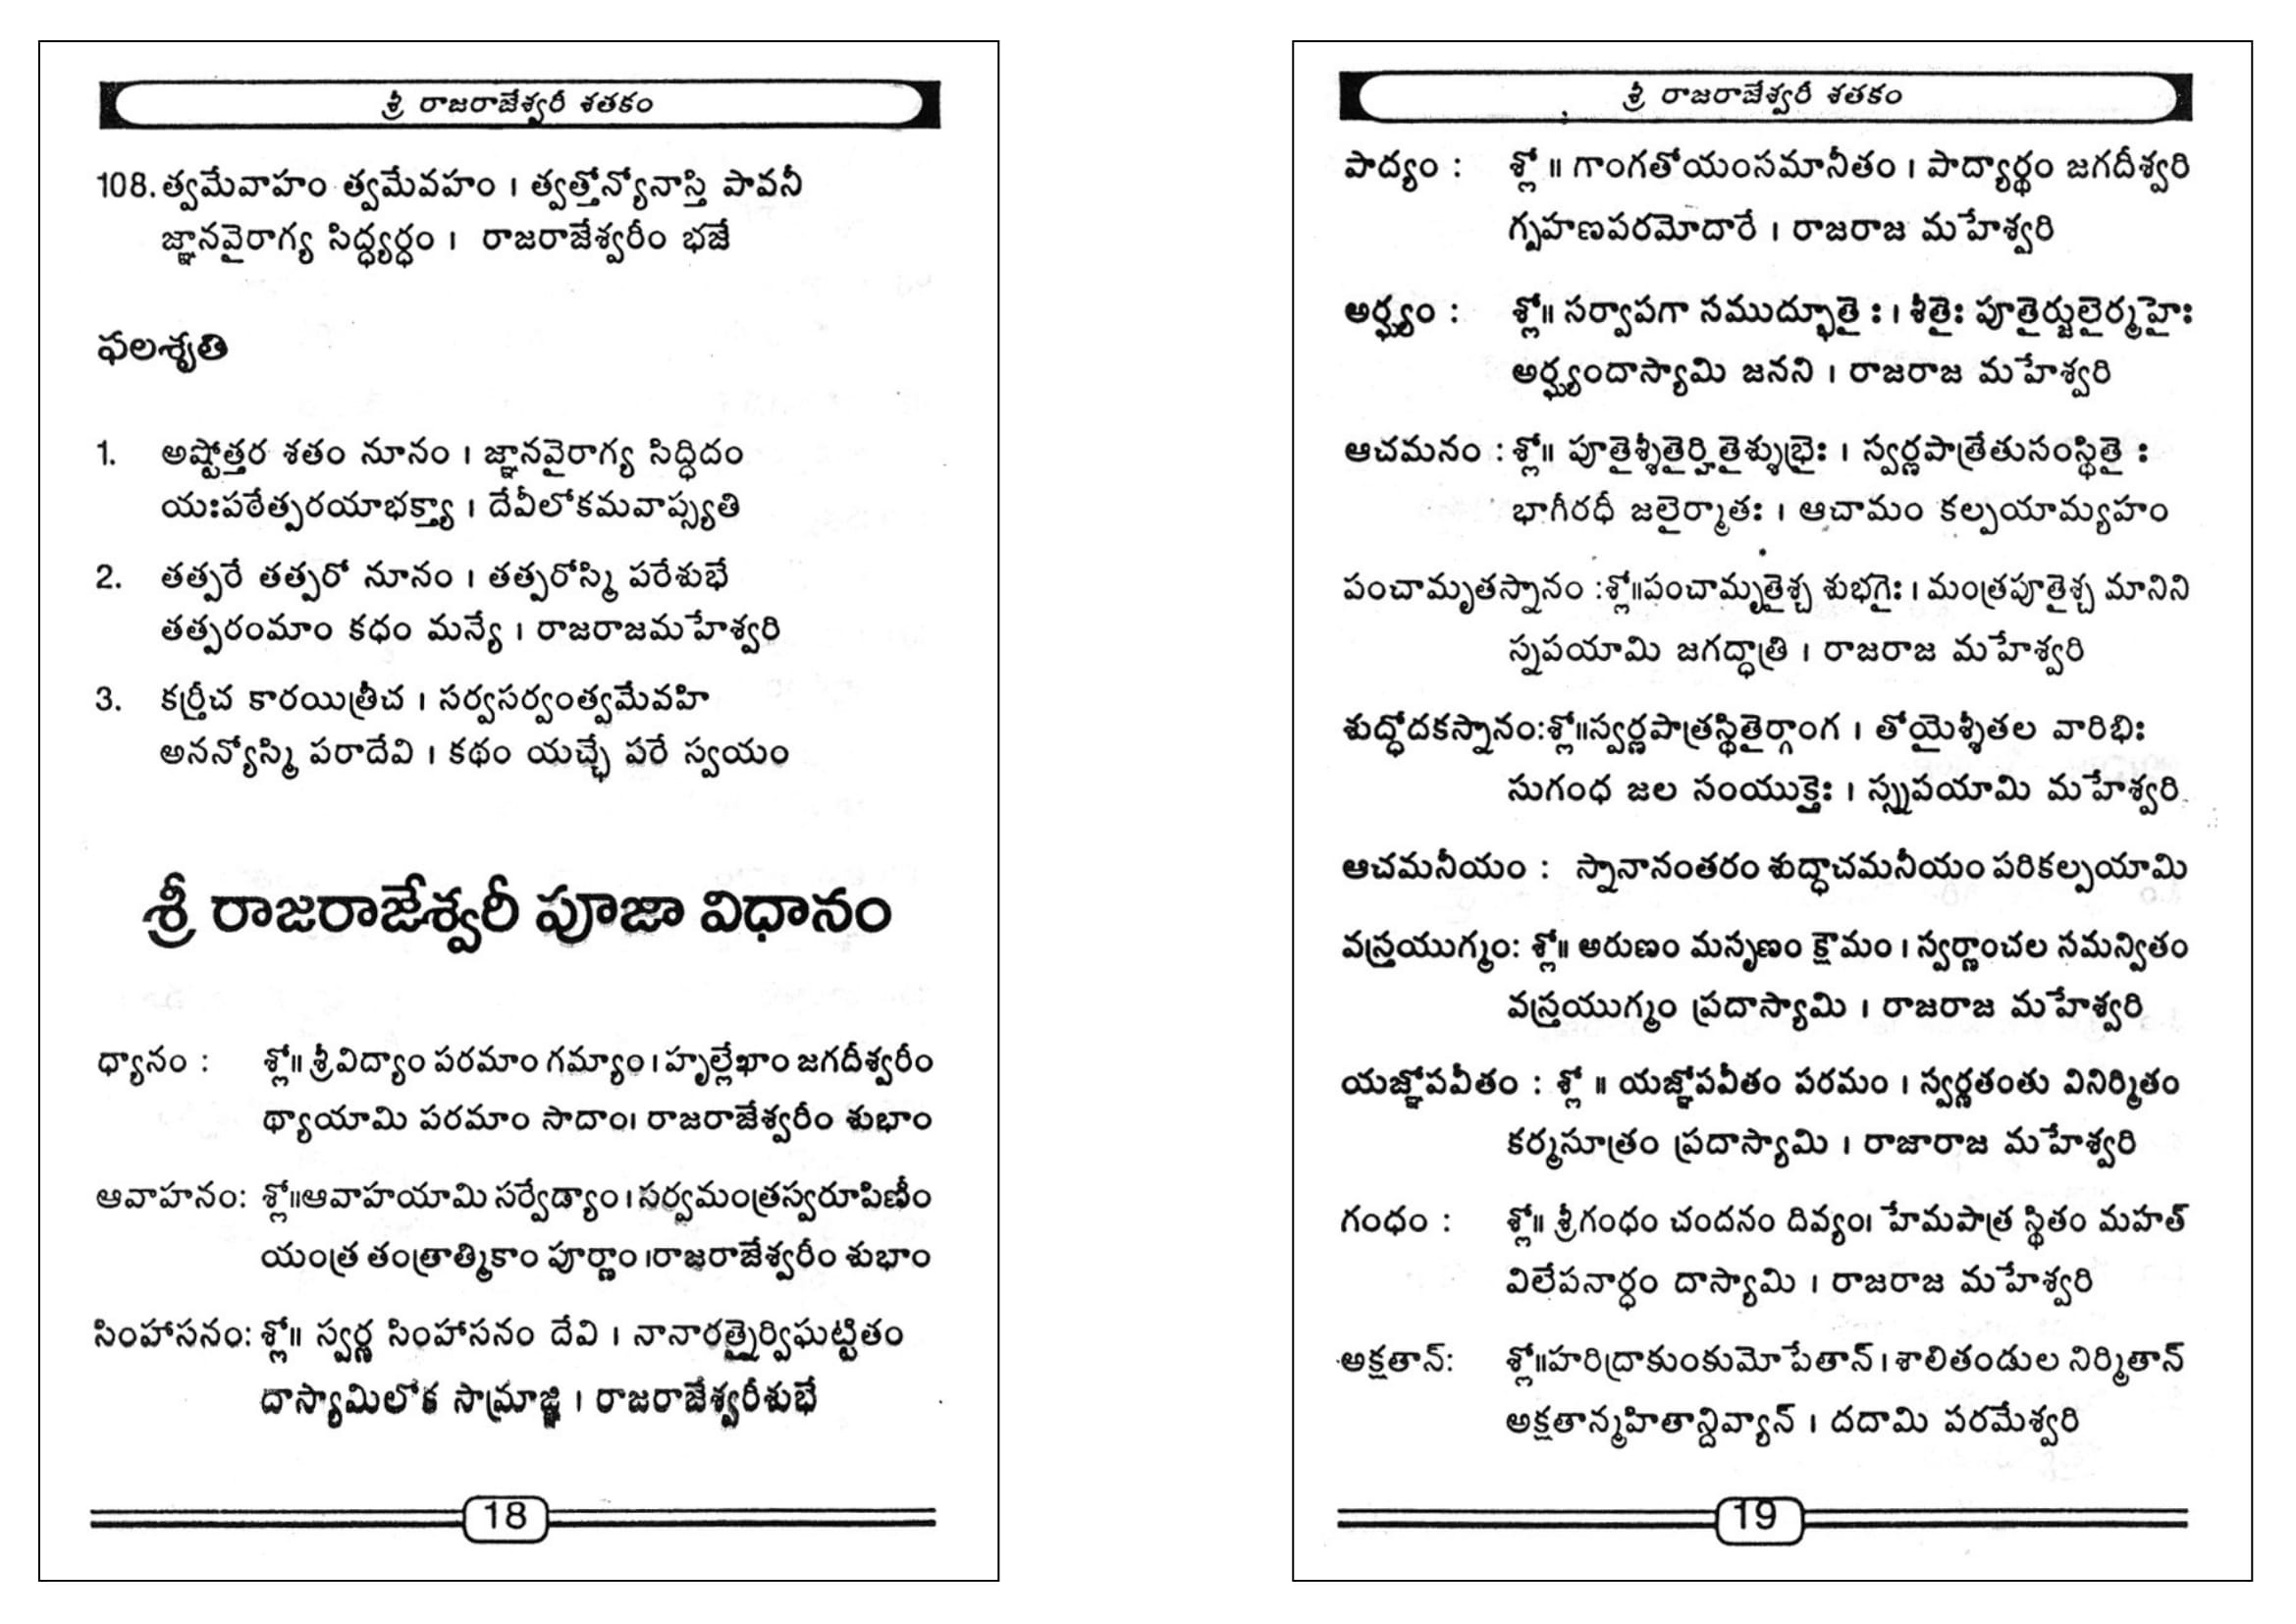 శ్రీ రాజరాజేశ్వరీ శతకం
108. త్వమేవాహం త్వమేవహం । త్వత్తోన్యోనాస్తి పావనీ
జ్ఞానవైరాగ్య సిద్ధ్యర్ధం । రాజరాజేశ్వరీం భజే
ఫలశృతి
1. అష్టోత్తర శతం నూనం । జ్ఞానవైరాగ్య సిద్ధిదం
యఃపఠేత్పరయాభక్త్యా । దేవీలోకమవాప్స్యతి
2. తత్పరే తత్పరో నూనం । తత్పరోస్మి పరేశుభే
తత్పరంమాం కధం మన్యే । రాజరాజమహేశ్వరి
3. కర్త్రీచ కారయిత్రీచ । సర్వసర్వంత్వమేవహి
అనన్యోస్మి పరాదేవి । కథం యచ్ఛే పరే స్వయం
శ్రీ రాజరాజేశ్వరీ పూజా విధానం
ధ్యానం : శ్లో॥ శ్రీవిద్యాం పరమాం గమ్యాం । హృల్లేఖాం జగదీశ్వరీం
థ్యాయామి పరమాం సాదాం। రాజరాజేశ్వరీం శుభాం
ఆవాహనం: శ్లో॥ఆవాహయామి సర్వేడ్యాం । సర్వమంత్రస్వరూపిణీం
యంత్ర తంత్రాత్మికాం పూర్ణాం ।రాజరాజేశ్వరీం శుభాం
సింహాసనం: శ్లో॥ స్వర్ణ సింహాసనం దేవి । నానారత్నైర్విఘట్టితం
దాస్యామిలోక సామ్రాజ్ఞి । రాజరాజేశ్వరీశుభే
18
శ్రీ రాజరాజేశ్వరీ శతకం
పాద్యం : శ్లో ॥ గాంగతోయంసమానీతం । పాద్యార్థం జగదీశ్వరి
గృహణపరమోదారే । రాజరాజ మహేశ్వరి
అర్ఘ్యం : శ్లో॥ సర్వాపగా సముద్భూతై ః । శీతైః పూతైర్జలైర్మహైః
అర్ఘ్యందాస్యామి జనని । రాజరాజ మహేశ్వరి
ఆచమనం : శ్లో॥ పూతైశ్శీతైర్హితైశ్శుభైః । స్వర్ణపాత్రేతుసంస్థితై ః
భాగీరధీ జలైర్మాతః । ఆచామం కల్పయామ్యహం
పంచామృతస్నానం :శ్లో॥పంచామృతైశ్చ శుభగైః । మంత్రపూతైశ్చ మానిని
స్నపయామి జగద్ధాత్రి । రాజరాజ మహేశ్వరి
శుద్ధోదకస్నానం:శ్లో॥స్వర్ణపాత్రస్థితైర్గాంగ । తోయైశ్శీతల వారిభిః
సుగంధ జల సంయుక్తైః । స్స్నపయామి మహేశ్వరి
ఆచమనీయం : స్నానానంతరం శుద్ధాచమనీయం పరికల్పయామి
వస్త్రయుగ్మం: శ్లో॥ అరుణం మసృణం క్షౌమం । స్వర్ణాంచల సమన్వితం
వస్త్రయుగ్మం ప్రదాస్యామి । రాజరాజ మహేశ్వరి
యజ్ఞోపవీతం : శ్లో ॥ యజ్ఞోపవీతం పరమం । స్వర్ణతంతు వినిర్మితం
కర్మసూత్రం ప్రదాస్యామి । రాజారాజ మహేశ్వరి
గంధం : శ్లో॥ శ్రీగంధం చందనం దివ్యం। హేమపాత్ర స్థితం మహత్
విలేపనార్ధం దాస్యామి । రాజరాజ మహేశ్వరి
అక్షతాన్: శ్లో॥హరిద్రాకుంకుమోపేతాన్ । శాలితండుల నిర్మితాన్
అక్షతాన్మహితాన్దివ్యాన్ । దదామి పరమేశ్వరి
19